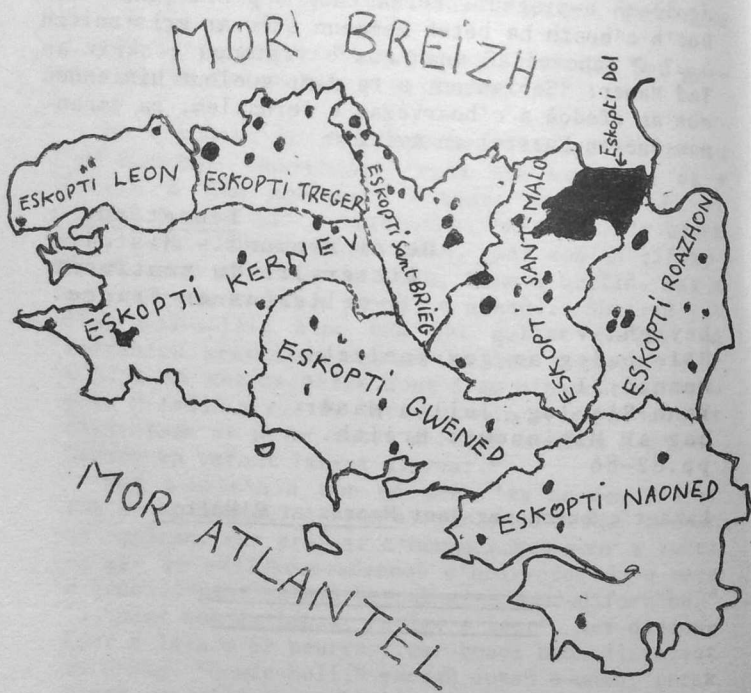 MOR BREIZH
Eskopti Dol
ESKOPTI LEON
ESKOPTI TREGER
ESKOPTI Sant BRIEG
ESKOPTI SANT-MALO
ESKOPTI ROAZHON
ESKOPTI KERNE
ESKOPTI GWENED
ESKOPTI NAONED
MOR ATLANTEL